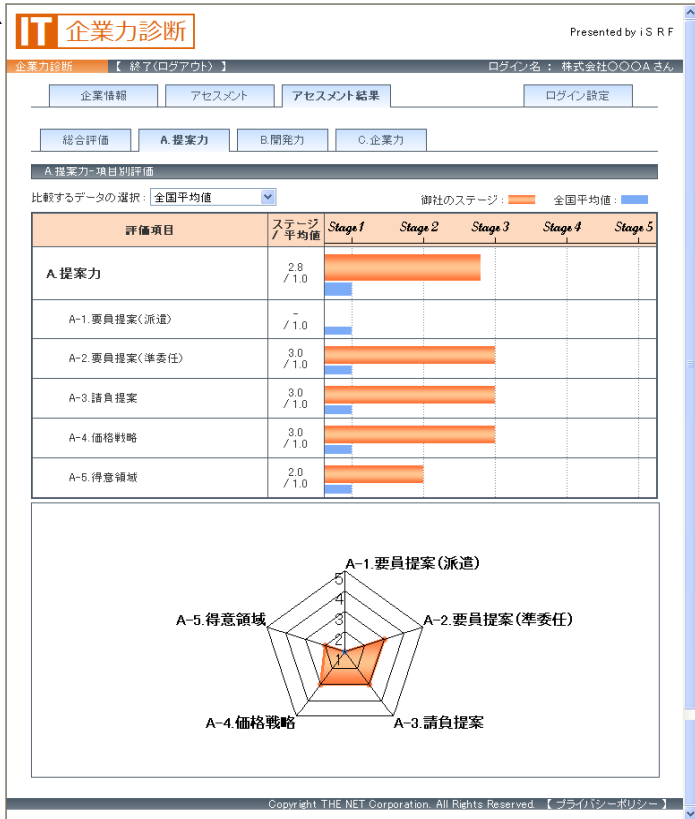 IT 企業力診断
Presented by i S R F
企業力診断 【 終了(ログアウト) 】 ログイン名 : 株式会社〇〇〇A さん
企業情報 アセスメント アセスメント結果 ログイン設定
総合評価 A.提案力 B.開発力 C.企業力
A.提案力-項目別評価
比較するデータの選択: 全国平均値 御社のステージ: 全国平均値:
評価項目 ステージ / 平均値 Stage 1 Stage 2 Stage 3 Stage 4 Stage 5
A.提案力 2.8 / 1.0
A-1.要員提案(派遣) - / 1.0
A-2.要員提案(準委任) 3.0 / 1.0
A-3.請負提案 3.0 / 1.0
A-4.価格戦略 3.0 / 1.0
A-5.得意領域 2.0 / 1.0
A-1.要員提案(派遣)
5
4
A-5.得意領域 3 A-2.要員提案(準委任)
2
1
A-4.価格戦略 A-3.請負提案
Copyright THE NET Corporation. All Rights Reserved. 【 プライバシーポリシー 】